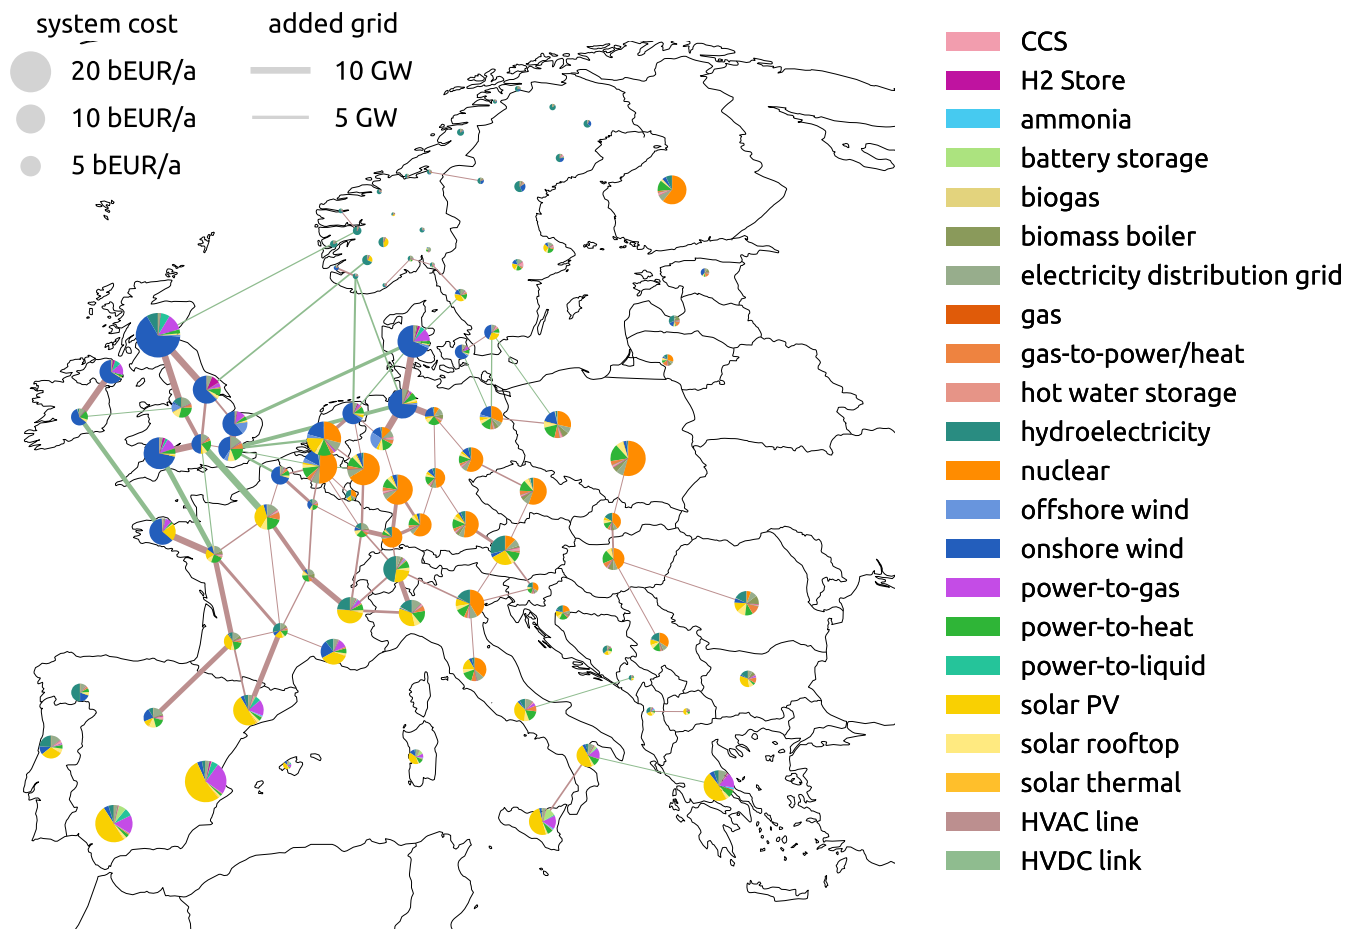 system cost
20 bEUR/a
10 bEUR/a
5 bEUR/a
added grid
10 GW
5 GW
CCS
H2 Store
ammonia
battery storage
biogas
biomass boiler
electricity distribution grid
gas
gas-to-power/heat
hot water storage
hydroelectricity
nuclear
offshore wind
onshore wind
power-to-gas
power-to-heat
power-to-liquid
solar PV
solar rooftop
solar thermal
HVAC line
HVDC link